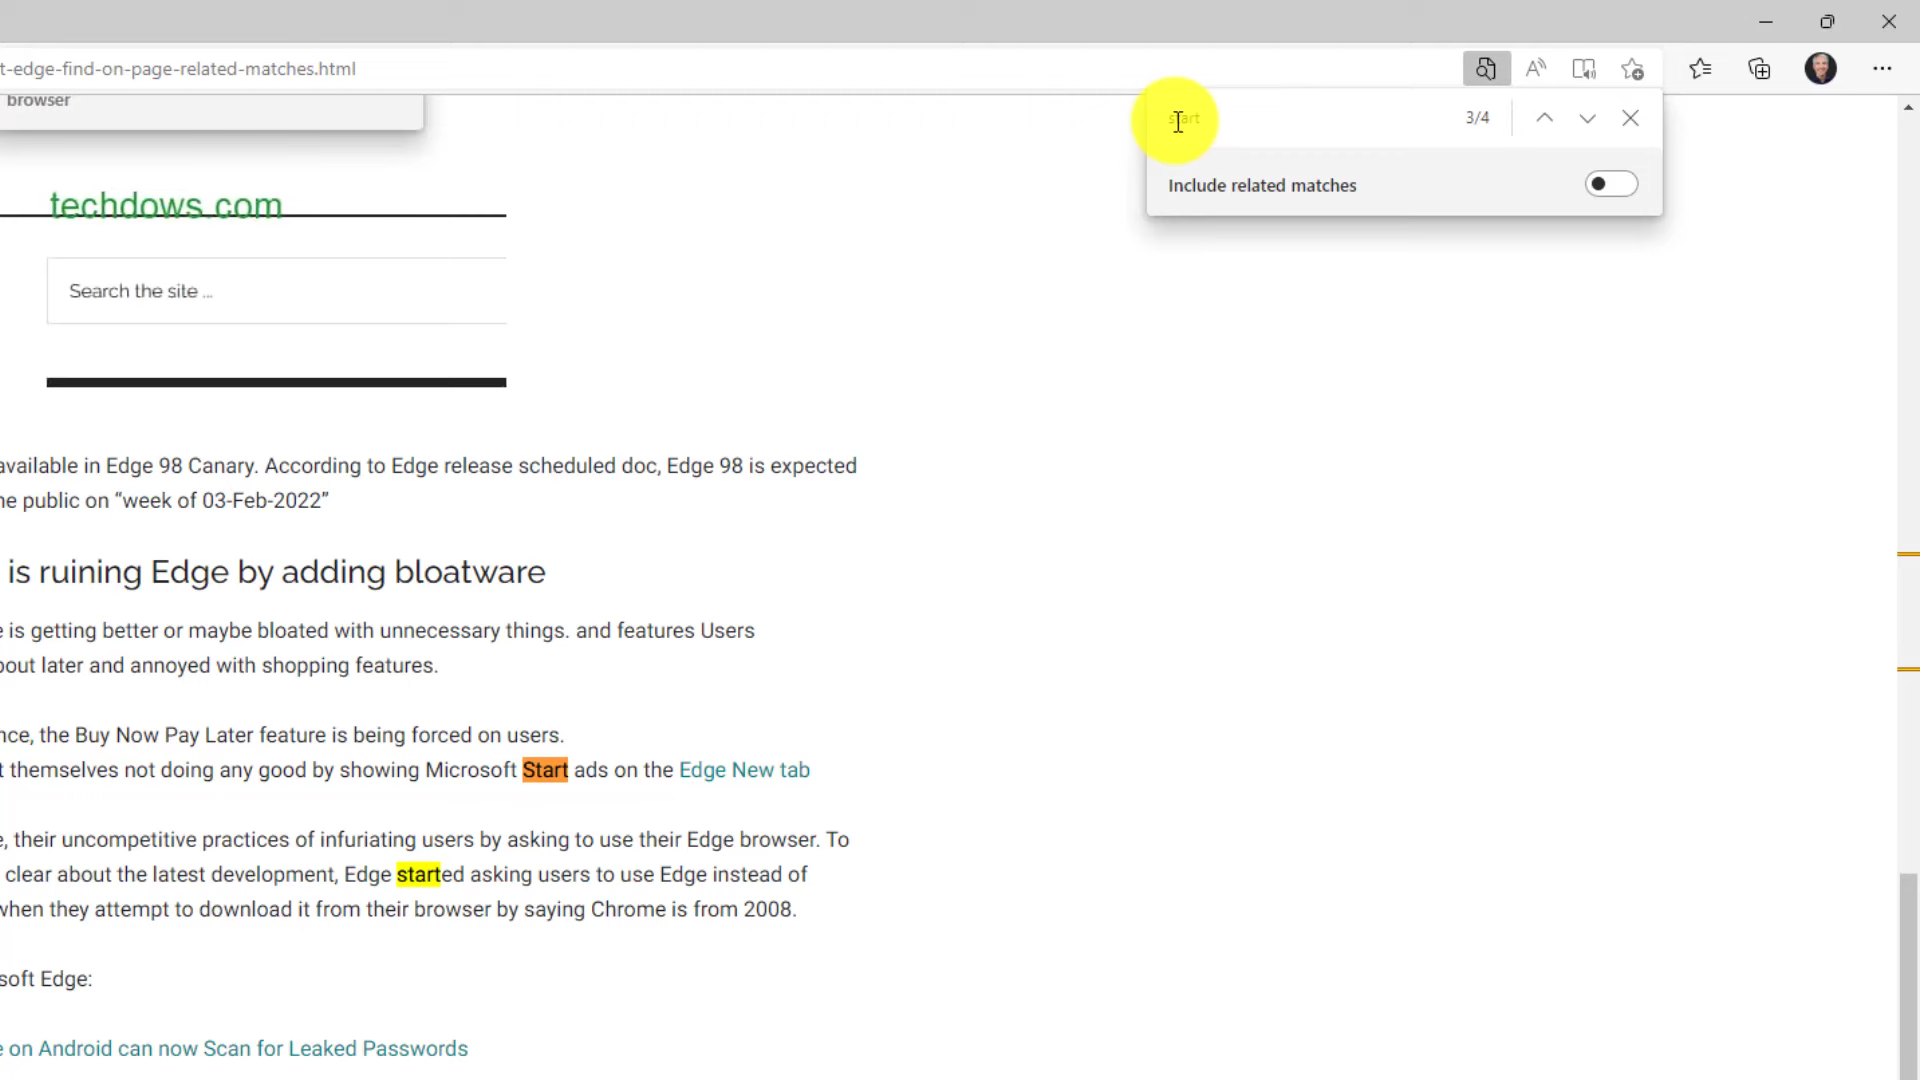 t-edge-find-on-page-related-matches.html
browser
start
3/4
Include related matches
techdows.com
Search the site ...
available in Edge 98 Canary. According to Edge release scheduled doc, Edge 98 is expected
he public on “week of 03-Feb-2022”
is ruining Edge by adding bloatware
e is getting better or maybe bloated with unnecessary things. and features Users
bout later and annoyed with shopping features.
nce, the Buy Now Pay Later feature is being forced on users.
t themselves not doing any good by showing Microsoft Start ads on the Edge New tab
e, their uncompetitive practices of infuriating users by asking to use their Edge browser. To
clear about the latest development, Edge started asking users to use Edge instead of
when they attempt to download it from their browser by saying Chrome is from 2008.
soft Edge:
e on Android can now Scan for Leaked Passwords